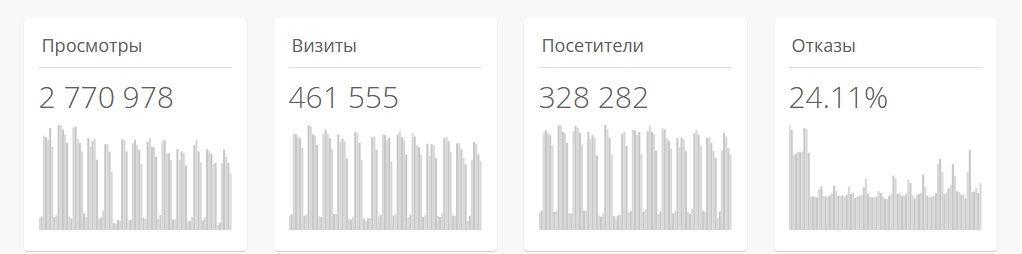 Просмотры
2 770 978
Визиты
461 555
Посетители
328 282
Отказы
24.11%